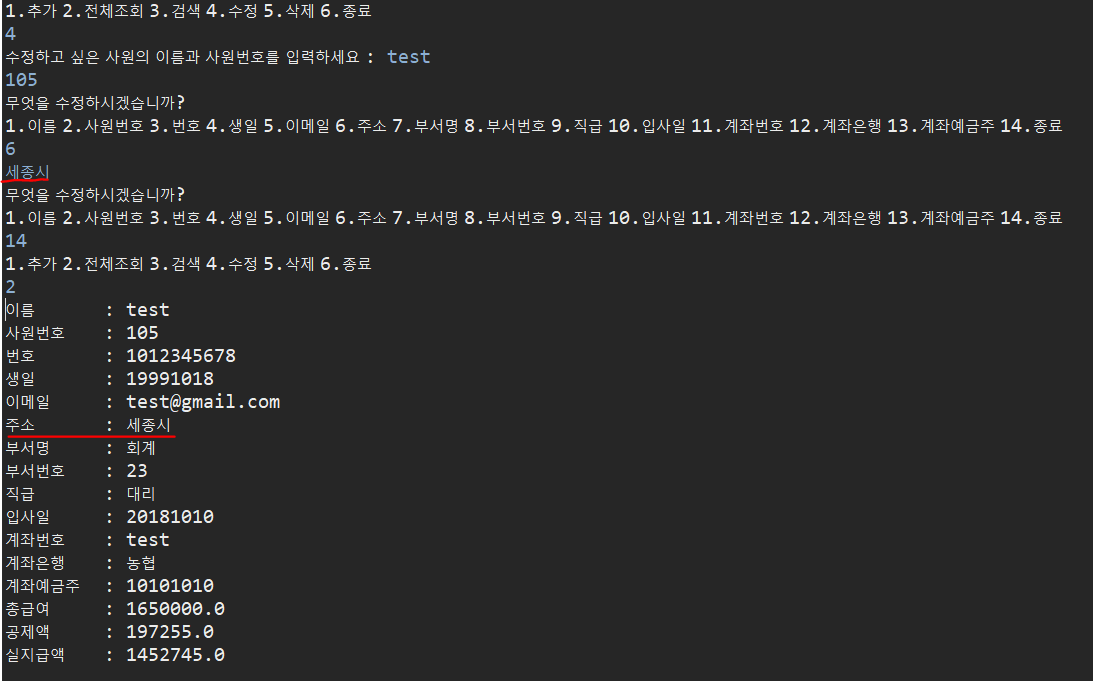 1.추가 2.전체조회 3.검색 4.수정 5.삭제 6.종료
4
수정하고 싶은 사원의 이름과 사원번호를 입력하세요 : test
105
무엇을 수정하시겠습니까?
1.이름 2.사원번호 3.번호 4.생일 5.이메일 6.주소 7.부서명 8.부서번호 9.직급 10.입사일 11.계좌번호 12.계좌은행 13.계좌예금주 14.종료
6
세종시
무엇을 수정하시겠습니까?
1.이름 2.사원번호 3.번호 4.생일 5.이메일 6.주소 7.부서명 8.부서번호 9.직급 10.입사일 11.계좌번호 12.계좌은행 13.계좌예금주 14.종료
14
1.추가 2.전체조회 3.검색 4.수정 5.삭제 6.종료
2
이름 : test
사원번호 : 105
번호 : 1012345678
생일 : 19991018
이메일 : test@gmail.com
주소 : 세종시
부서명 : 회계
부서번호 : 23
직급 : 대리
입사일 : 20181010
계좌번호 : test
계좌은행 : 농협
계좌예금주 : 10101010
총급여 : 1650000.0
공제액 : 197255.0
실지급액 : 1452745.0